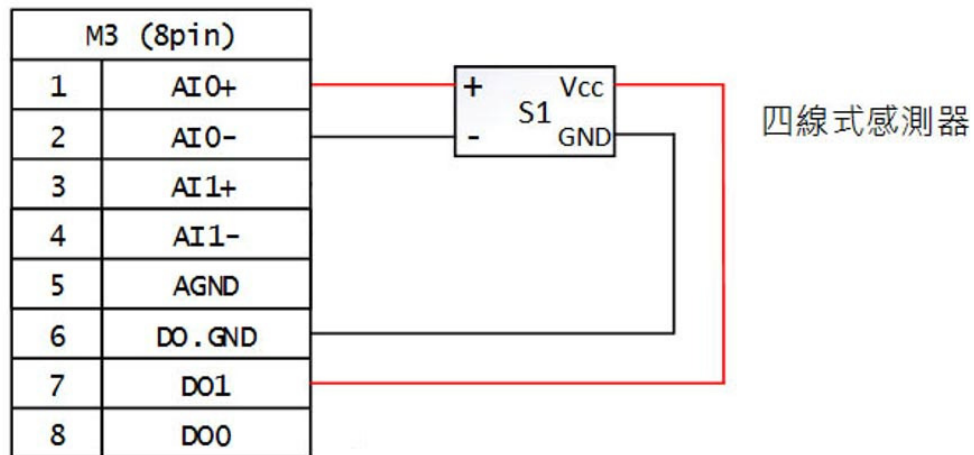 M3 (8pin)
1 AI0+
2 AI0-
3 AI1+
4 AI1-
5 AGND
6 DO.GND
7 DO1
8 DO0
+ Vcc
S1
- GND
四線式感測器